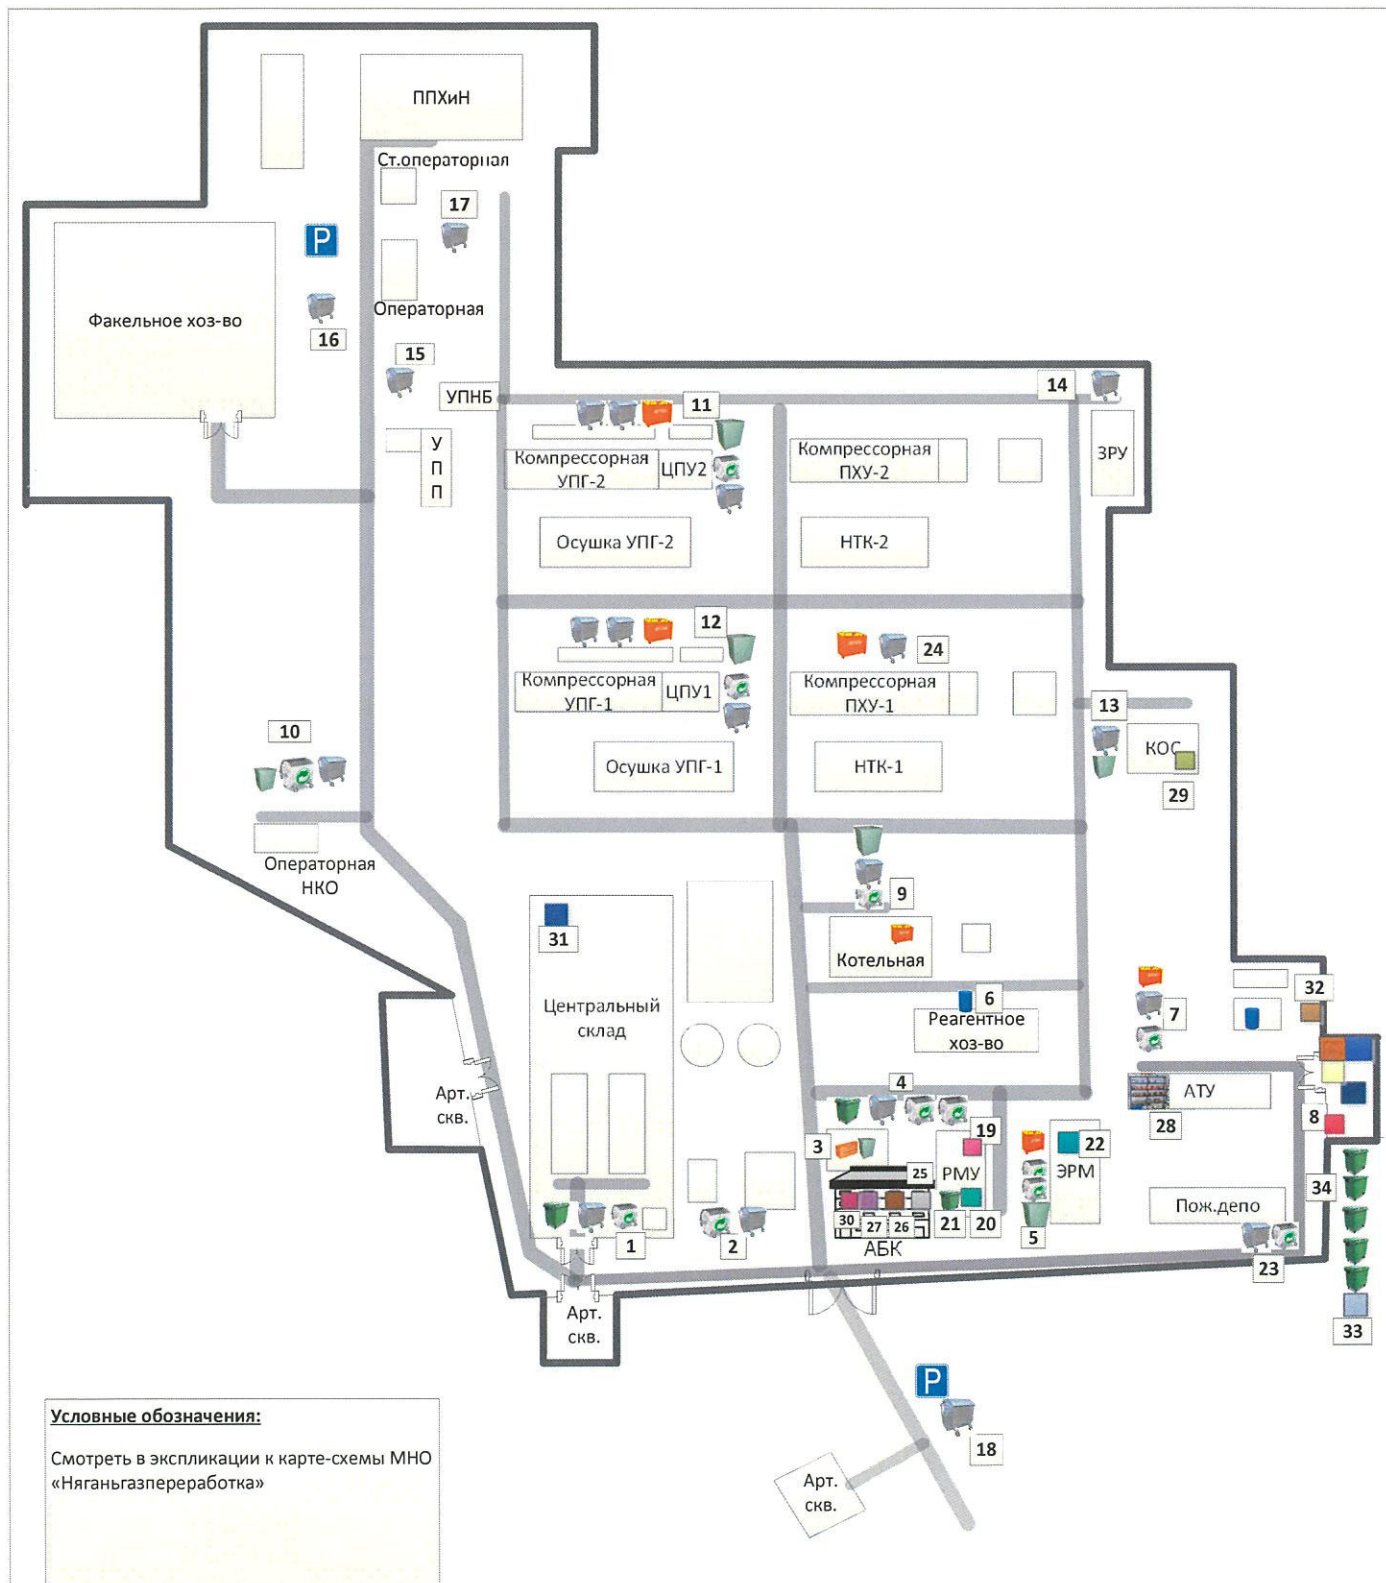 ППХиН
Ст.операторная
17
P
Факельное хоз-во
16
Операторная
15
УПНБ
11
14
У
П
П
Компрессорная
УПГ-2
ЦПУ2
Компрессорная
ПХУ-2
ЗРУ
Осушка УПГ-2
НТК-2
12
24
Компрессорная
УПГ-1
ЦПУ1
Компрессорная
ПХУ-1
13
10
Осушка УПГ-1
НТК-1
КОС
29
Операторная
НКО
9
31
Котельная
Центральный
склад
6
Реагентное
хоз-во
7
32
Арт.
скв.
4
АТУ
28
8
3
19
25
РМУ
22
ЭРМ
34
30
27
26
21
20
5
Пож.депо
АБК
1
2
23
Арт.
скв.
33
P
18
Арт.
скв.
Условные обозначения:
Смотреть в экспликации к карте-схемы МНО
«Няганьгазпереработка»